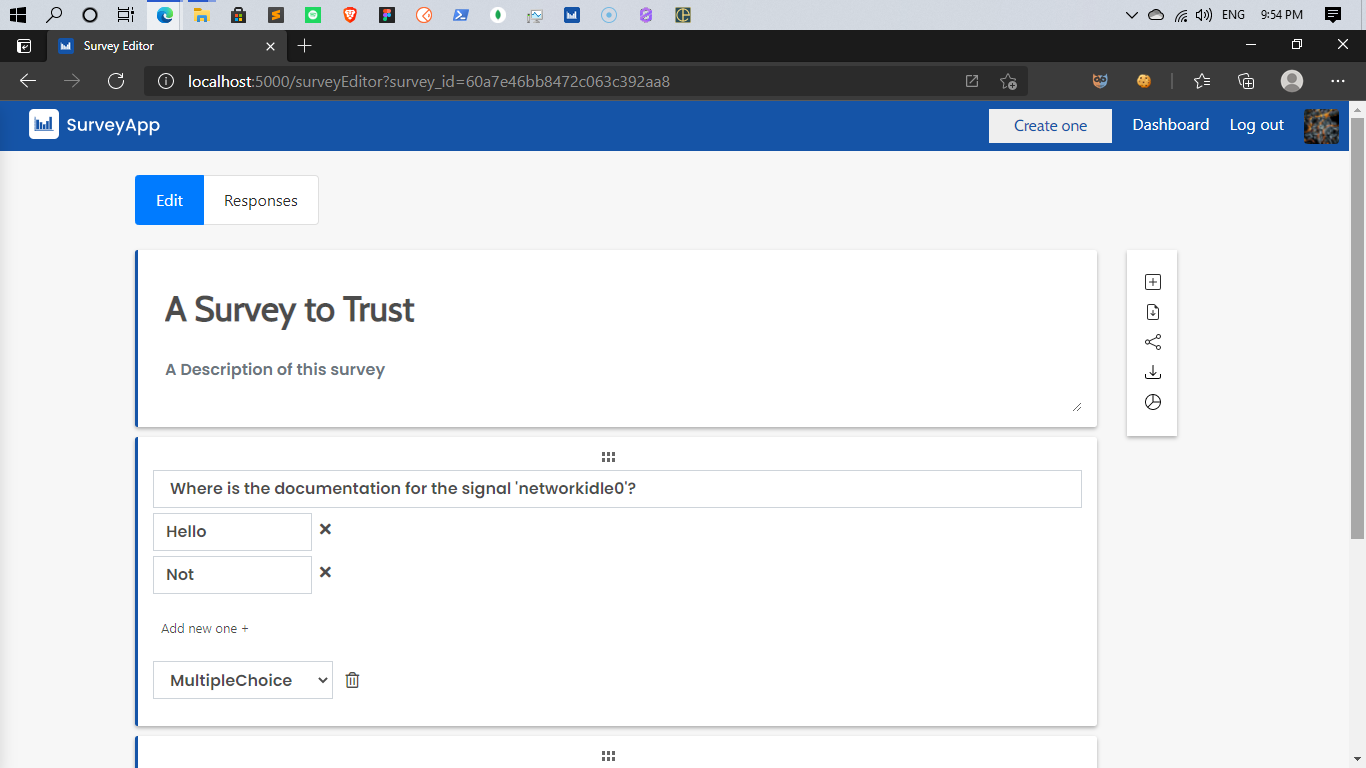 ENG 9:54 PM
Survey Editor
localhost:5000/surveyEditor?survey_id=60a7e46bb8472c063c392aa8
SurveyApp
Create one
Dashboard
Log out
Edit
Responses
A Survey to Trust
A Description of this survey
Where is the documentation for the signal 'networkidle0'?
Hello
Not
Add new one +
MultipleChoice